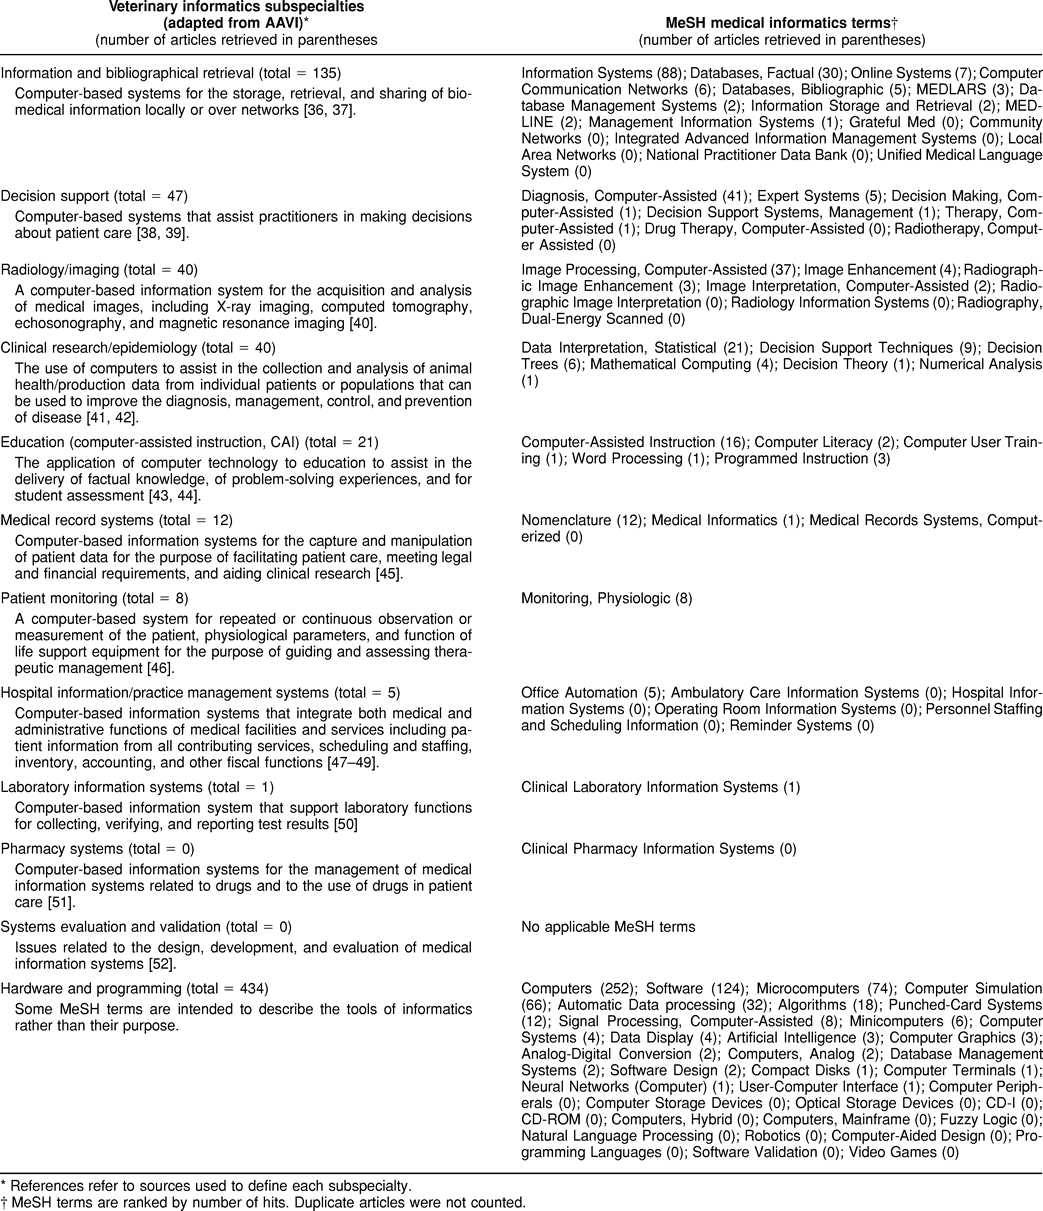 Veterinary informatics subspecialties
(adapted from AAVI)*
(number of articles retrieved in parentheses
MeSH medical informatics terms†
(number of articles retrieved in parentheses)
Information and bibliographical retrieval (total = 135)
Computer-based systems for the storage, retrieval, and sharing of bio-
medical information locally or over networks [36, 37].
Information Systems (88); Databases, Factual (30); Online Systems (7); Computer
Communication Networks (6); Databases, Bibliographic (5); MEDLARS (3); Da-
tabase Management Systems (2); Information Storage and Retrieval (2); MED-
LINE (2); Management Information Systems (1); Grateful Med (0); Community
Networks (0); Integrated Advanced Information Management Systems (0); Local
Area Networks (0); National Practitioner Data Bank (0); Unified Medical Language
System (0)
Decision support (total = 47)
Computer-based systems that assist practitioners in making decisions
about patient care [38, 39].
Diagnosis, Computer-Assisted (41); Expert Systems (5); Decision Making, Com-
puter-Assisted (1); Decision Support Systems, Management (1); Therapy, Com-
puter-Assisted (1); Drug Therapy, Computer-Assisted (0); Radiotherapy, Comput-
er Assisted (0)
Radiology/imaging (total = 40)
A computer-based information system for the acquisition and analysis
of medical images, including X-ray imaging, computed tomography,
echosonography, and magnetic resonance imaging [40].
Image Processing, Computer-Assisted (37); Image Enhancement (4); Radiograph-
ic Image Enhancement (3); Image Interpretation, Computer-Assisted (2); Radio-
graphic Image Interpretation (0); Radiology Information Systems (0); Radiography,
Dual-Energy Scanned (0)
Clinical research/epidemiology (total = 40)
The use of computers to assist in the collection and analysis of animal
health/production data from individual patients or populations that can
be used to improve the diagnosis, management, control, and prevention
of disease [41, 42].
Data Interpretation, Statistical (21); Decision Support Techniques (9); Decision
Trees (6); Mathematical Computing (4); Decision Theory (1); Numerical Analysis
(1)
Education (computer-assisted instruction, CAI) (total = 21)
The application of computer technology to education to assist in the
delivery of factual knowledge, of problem-solving experiences, and for
student assessment [43, 44].
Computer-Assisted Instruction (16); Computer Literacy (2); Computer User Train-
ing (1); Word Processing (1); Programmed Instruction (3)
Medical record systems (total = 12)
Computer-based information systems for the capture and manipulation
of patient data for the purpose of facilitating patient care, meeting legal
and financial requirements, and aiding clinical research [45].
Nomenclature (12); Medical Informatics (1); Medical Records Systems, Comput-
erized (0)
Patient monitoring (total = 8)
A computer-based system for repeated or continuous observation or
measurement of the patient, physiological parameters, and function of
life support equipment for the purpose of guiding and assessing thera-
peutic management [46].
Monitoring, Physiologic (8)
Hospital information/practice management systems (total = 5)
Computer-based information systems that integrate both medical and
administrative functions of medical facilities and services including pa-
tient information from all contributing services, scheduling and staffing,
inventory, accounting, and other fiscal functions [47–49].
Office Automation (5); Ambulatory Care Information Systems (0); Hospital Infor-
mation Systems (0); Operating Room Information Systems (0); Personnel Staffing
and Scheduling Information (0); Reminder Systems (0)
Laboratory information systems (total = 1)
Computer-based information system that support laboratory functions
for collecting, verifying, and reporting test results [50]
Clinical Laboratory Information Systems (1)
Pharmacy systems (total = 0)
Computer-based information systems for the management of medical
information systems related to drugs and to the use of drugs in patient
care [51].
Clinical Pharmacy Information Systems (0)
Systems evaluation and validation (total = 0)
Issues related to the design, development, and evaluation of medical
information systems [52].
No applicable MeSH terms
Hardware and programming (total = 434)
Some MeSH terms are intended to describe the tools of informatics
rather than their purpose.
Computers (252); Software (124); Microcomputers (74); Computer Simulation
(66); Automatic Data processing (32); Algorithms (18); Punched-Card Systems
(12); Signal Processing, Computer-Assisted (8); Minicomputers (6); Computer
Systems (4); Data Display (4); Artificial Intelligence (3); Computer Graphics (3);
Analog-Digital Conversion (2); Computers, Analog (2); Database Management
Systems (2); Software Design (2); Compact Disks (1); Computer Terminals (1);
Neural Networks (Computer) (1); User-Computer Interface (1); Computer Periph-
erals (0); Computer Storage Devices (0); Optical Storage Devices (0); CD-I (0);
CD-ROM (0); Computers, Hybrid (0); Computers, Mainframe (0); Fuzzy Logic (0);
Natural Language Processing (0); Robotics (0); Computer-Aided Design (0); Pro-
gramming Languages (0); Software Validation (0); Video Games (0)
* References refer to sources used to define each subspecialty.
† MeSH terms are ranked by number of hits. Duplicate articles were not counted.